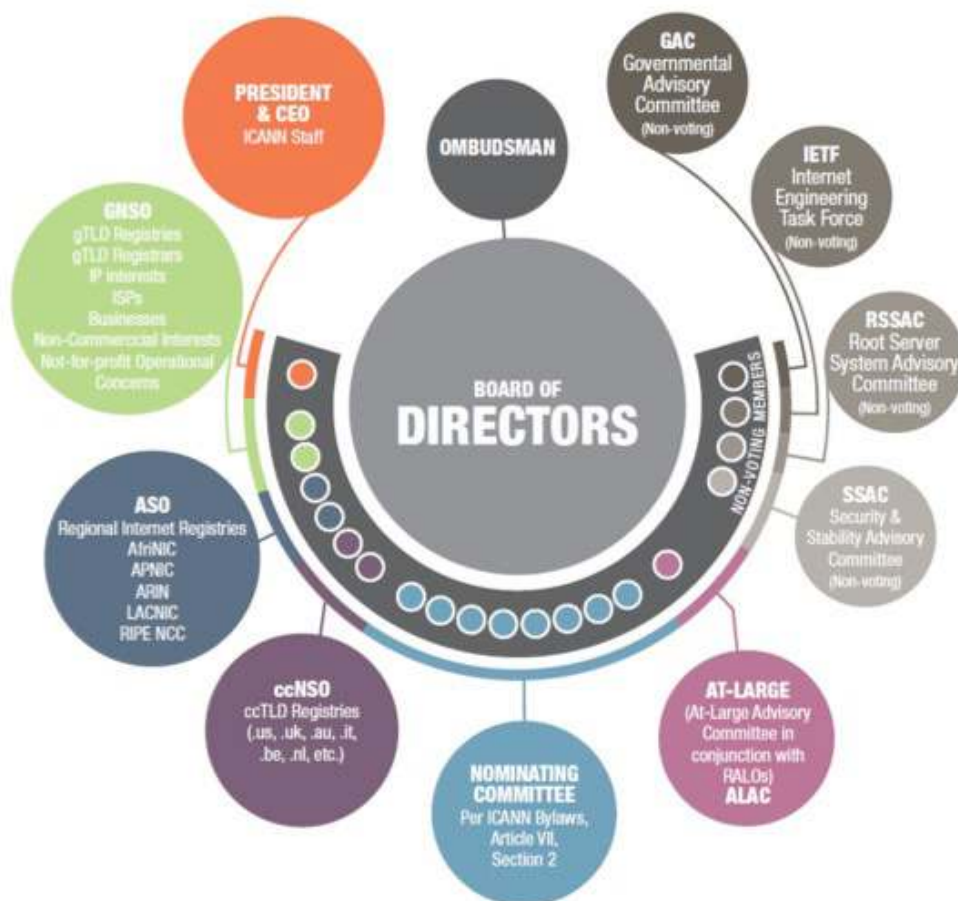 PRESIDENT
& CEO
ICANN Staff
OMBUDSMAN
GAC
Governmental
Advisory
Committee
(Non-voting)
IETF
Internet
Engineering
Task Force
(Non-voting)
GNSO
gTLD Registries
gTLD Registrars
IP interests
ISPs
Businesses
Non-Commercial Interests
Not-for-profit Operational
Concerns
RSSAC
Root Server
System Advisory
Committee
(Non-voting)
BOARD OF
DIRECTORS
NON-VOTING MEMBERS
ASO
Regional Internet Registries
AfriNIC
APNIC
ARIN
LACNIC
RIPE NCC
SSAC
Security &
Stability Advisory
Committee
(Non-voting)
ccNSO
ccTLD Registries
(.us, .uk, .au, .it,
.be, .nl, etc.)
NOMINATING
COMMITTEE
Per ICANN Bylaws,
Article VII,
Section 2
AT-LARGE
(At-Large Advisory
Committee in
conjunction with
RALOs)
ALAC